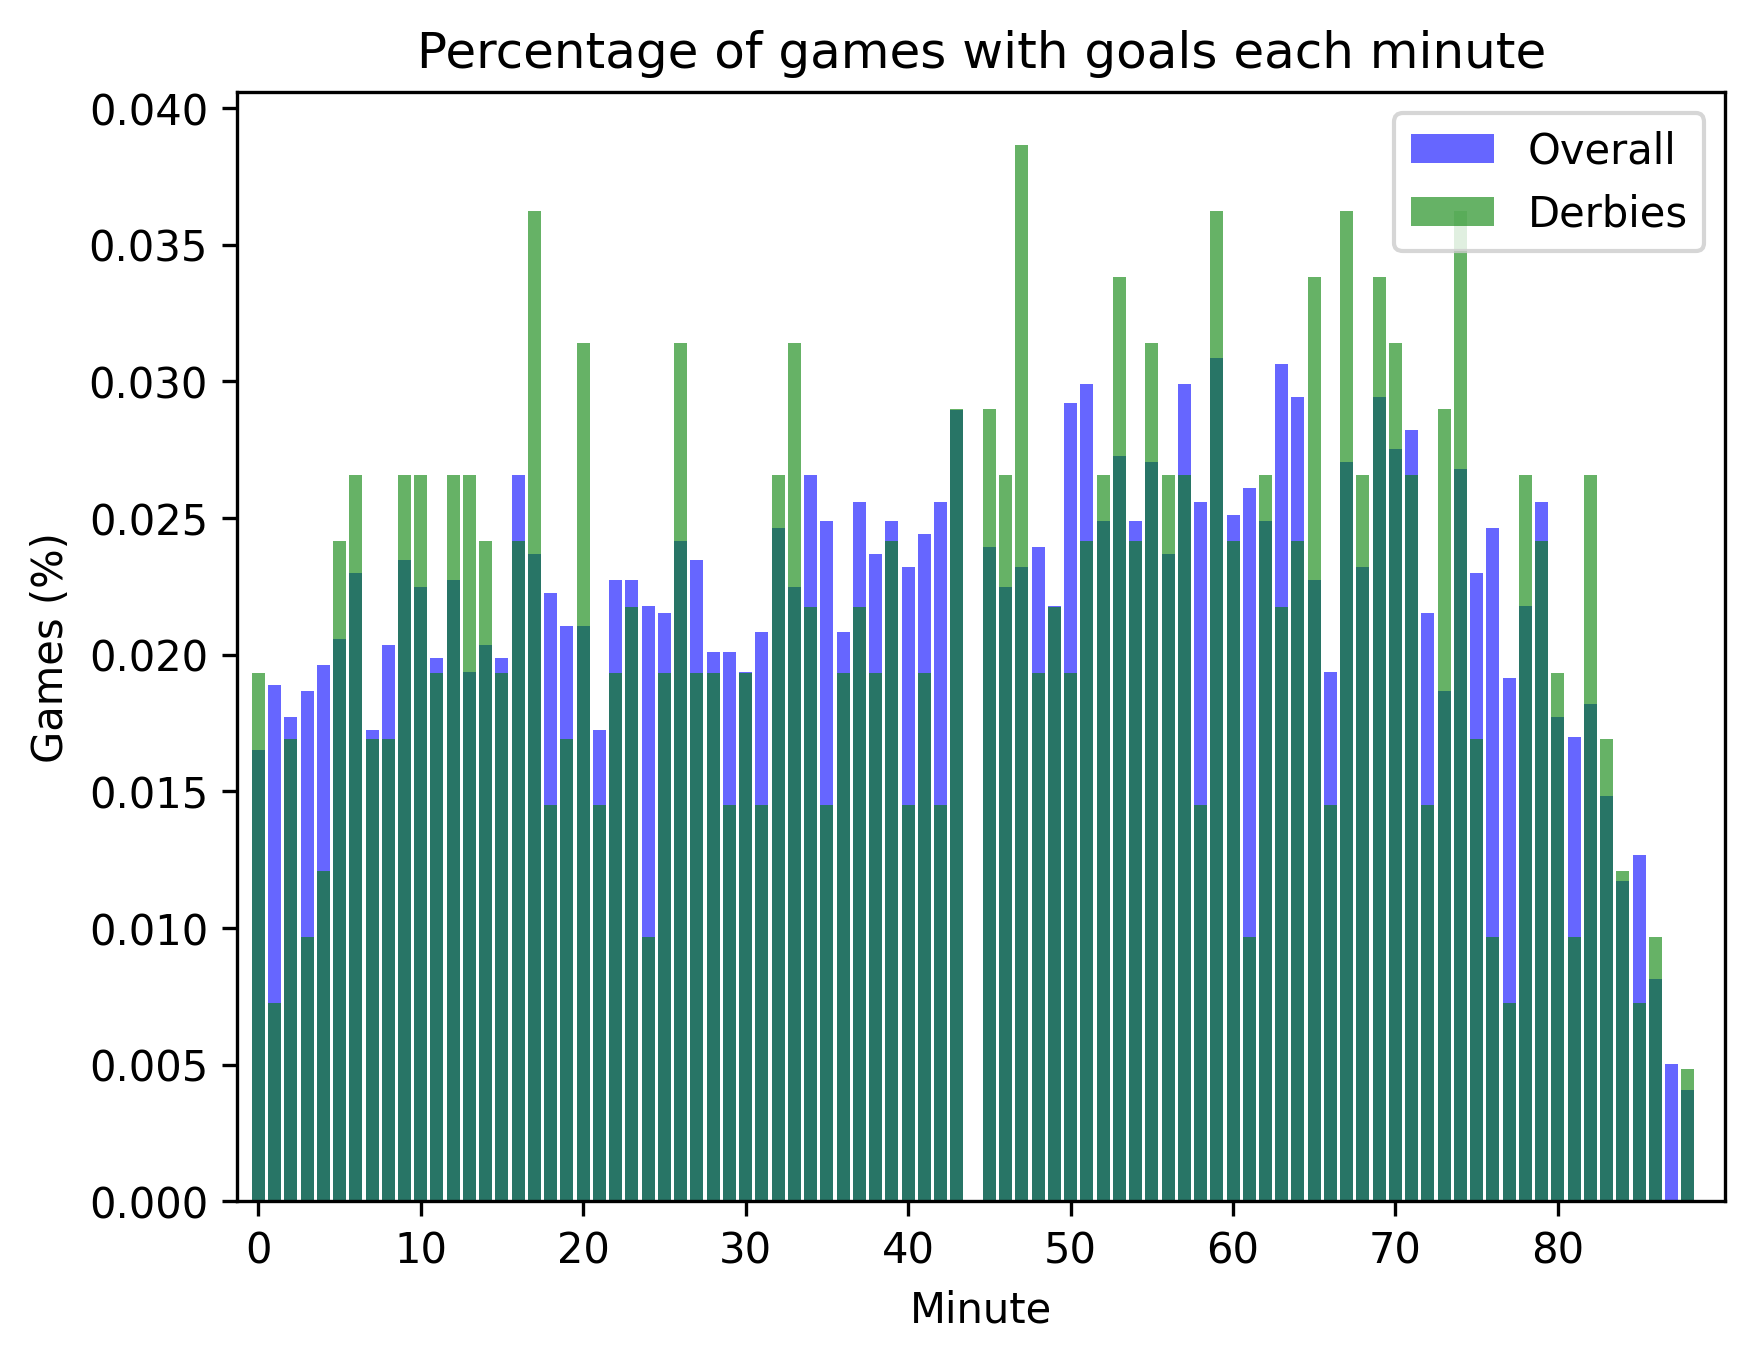 Percentage of games with goals each minute
0.040
0.035
0.030
0.025
0.020
0.015
0.010
0.005
0.000
Games (%)
Overall
Derbies
0 10 20 30 40 50 60 70 80
Minute